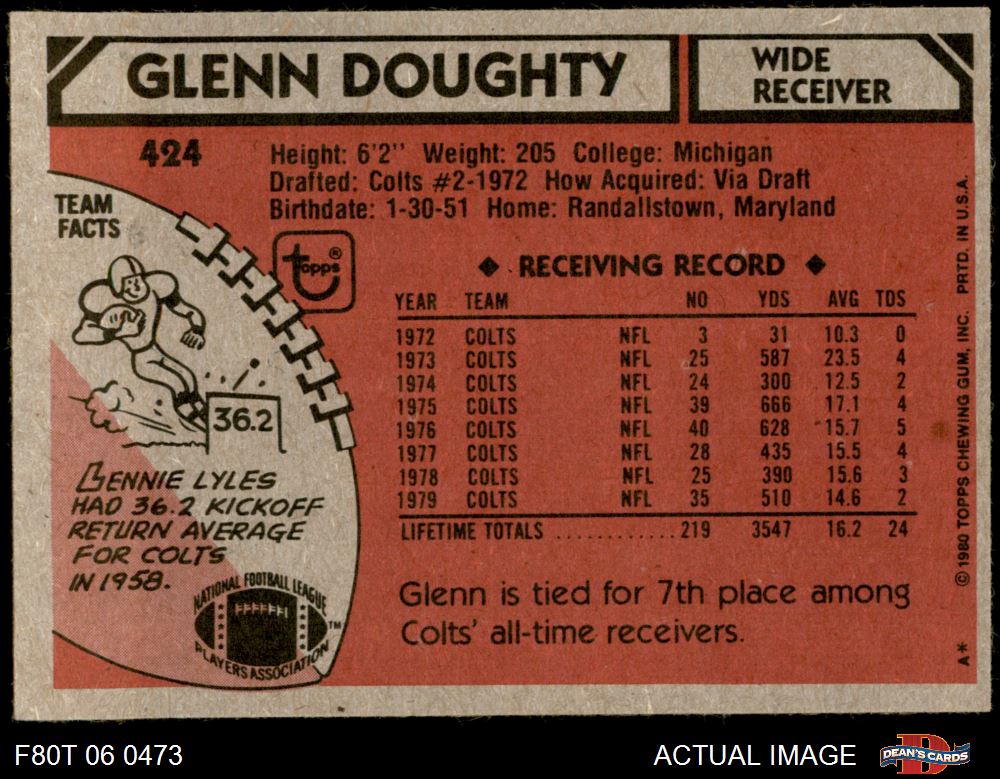 GLENN DOUGHTY
WIDE
RECEIVER
424
Height: 6'2" Weight: 205 College: Michigan
Drafted: Colts #2-1972 How Acquired: Via Draft
Birthdate: 1-30-51 Home: Randallstown, Maryland
TEAM
FACTS
topps®
36.2
BENNIE LYLES
HAD 36.2 KICKOFF
RETURN AVERAGE
FOR COLTS
IN 1958.
NATIONAL FOOTBALL LEAGUE
PLAYERS ASSOCIATION
TM
◆ RECEIVING RECORD ◆
YEAR TEAM NO YDS AVG TDS
1972 COLTS NFL 3 31 10.3 0
1973 COLTS NFL 25 587 23.5 4
1974 COLTS NFL 24 300 12.5 2
1975 COLTS NFL 39 666 17.1 4
1976 COLTS NFL 40 628 15.7 5
1977 COLTS NFL 28 435 15.5 4
1978 COLTS NFL 25 390 15.6 3
1979 COLTS NFL 35 510 14.6 2
LIFETIME TOTALS ............ 219 3547 16.2 24
Glenn is tied for 7th place among
Colts' all-time receivers.
A* © 1980 TOPPS CHEWING GUM, INC. PRTD. IN U.S.A.
F80T 06 0473
ACTUAL IMAGE
D
DEAN'S CARDS